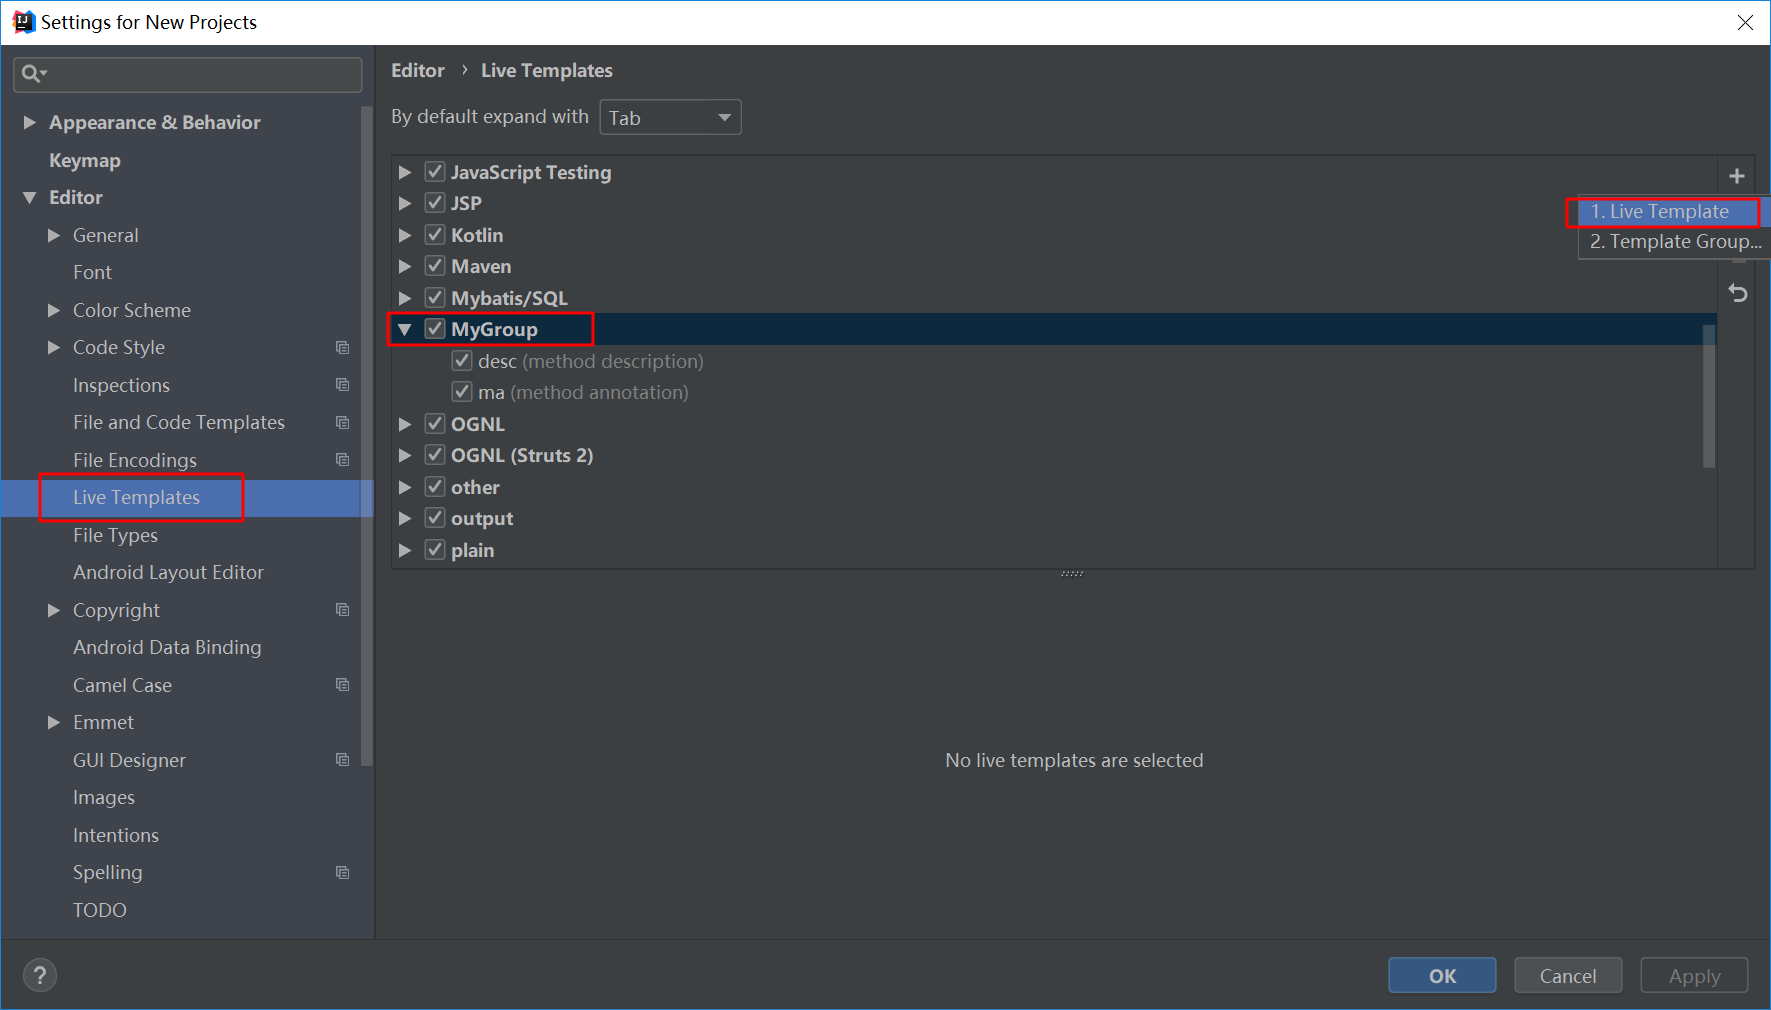 Settings for New Projects
Appearance & Behavior
Keymap
Editor
General
Font
Color Scheme
Code Style
Inspections
File and Code Templates
File Encodings
Live Templates
File Types
Android Layout Editor
Copyright
Android Data Binding
Camel Case
Emmet
GUI Designer
Images
Intentions
Spelling
TODO
Editor › Live Templates
By default expand with Tab
JavaScript Testing
JSP
Kotlin
Maven
Mybatis/SQL
MyGroup
desc (method description)
ma (method annotation)
OGNL
OGNL (Struts 2)
other
output
plain
1. Live Template
2. Template Group...
No live templates are selected
?
OK
Cancel
Apply